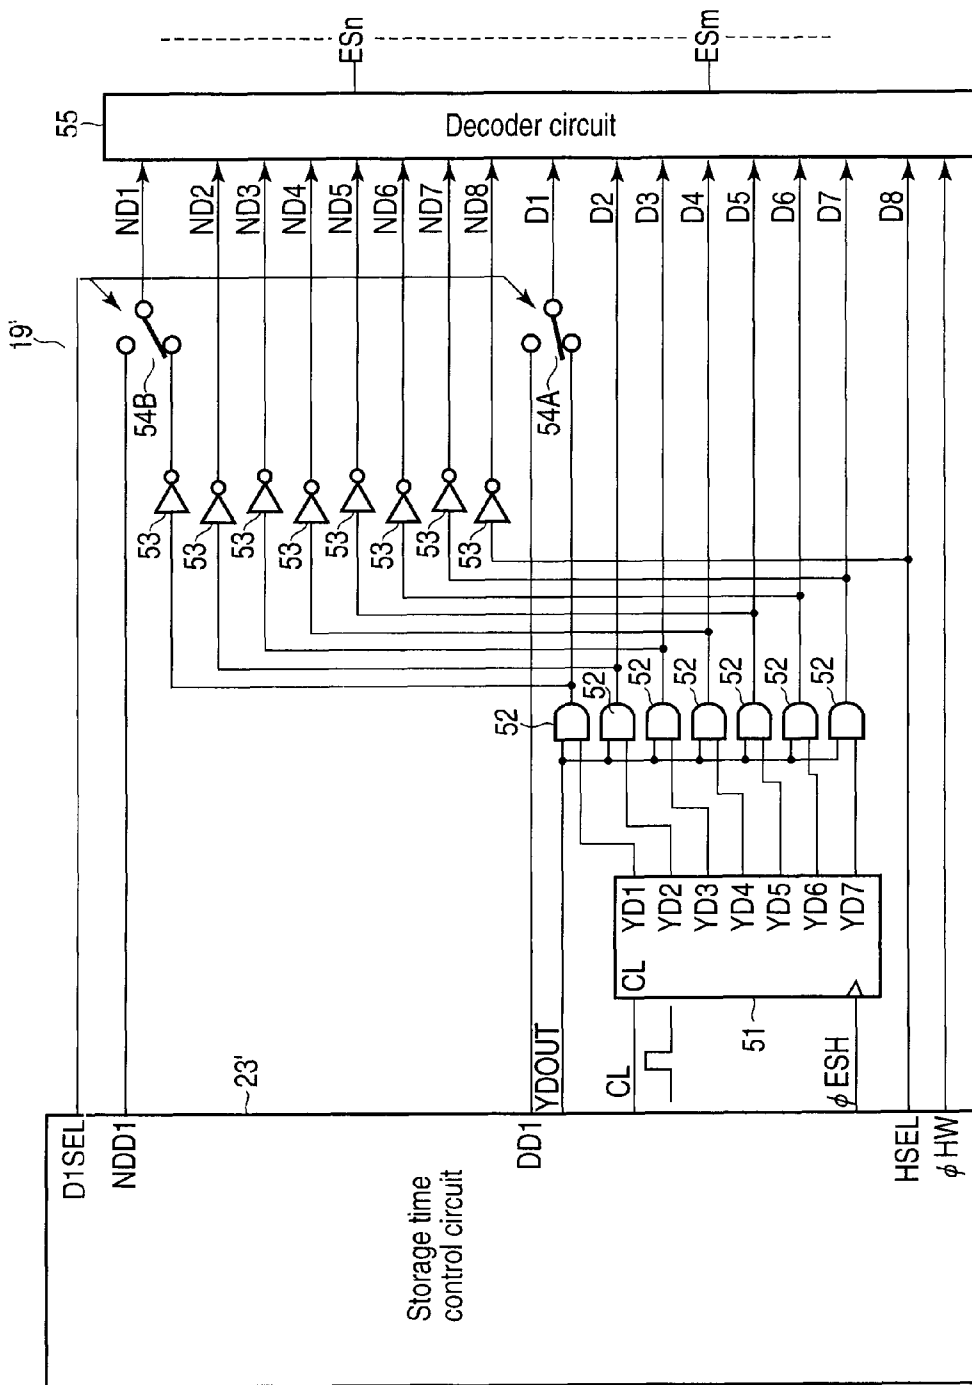 19'
55
D1SEL
NDD1
23'
54B
53
53
53
53
53
53
53
53
ND1
ND2
ND3
ND4
ND5
ND6
ND7
ND8
Decoder circuit
ESn
ESm
Storage time
control circuit
DD1
YDOUT
CL
ϕESH
HSEL
ϕHW
CL
YD1
YD2
YD3
YD4
YD5
YD6
YD7
51
52
52
52
52
52
52
52
54A
D1
D2
D3
D4
D5
D6
D7
D8